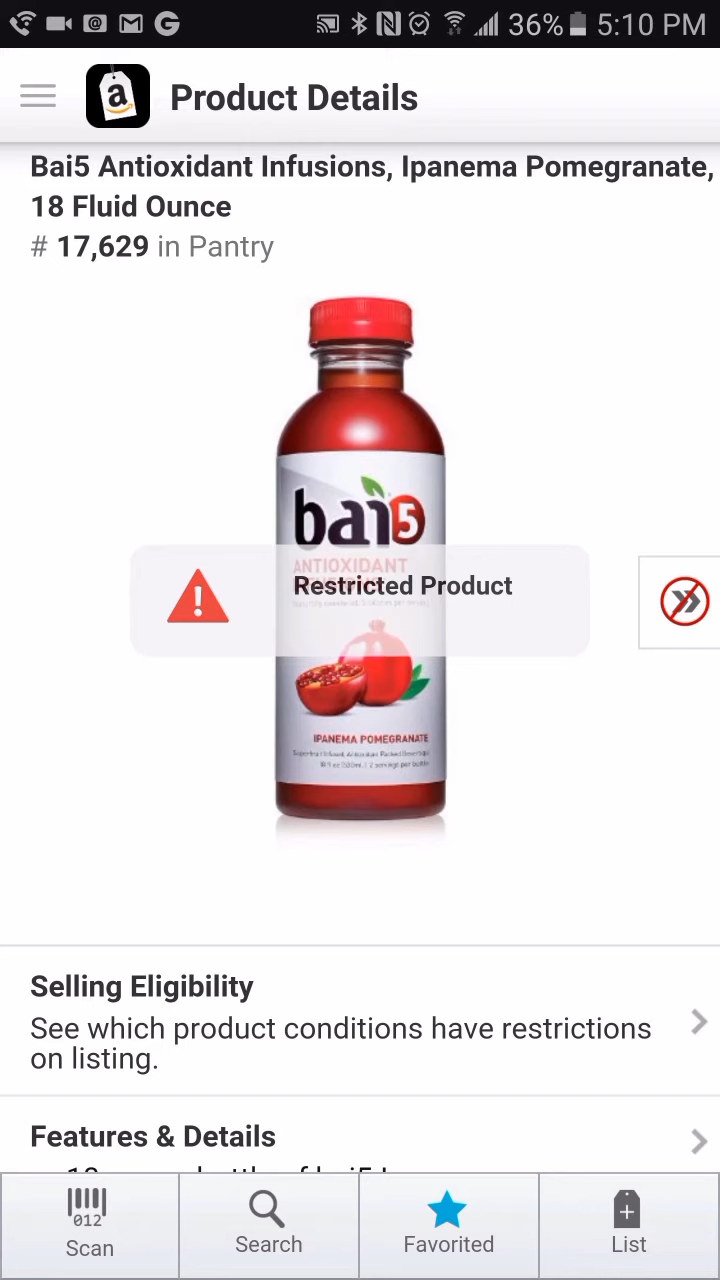 36% 5:10 PM
Product Details
Bai5 Antioxidant Infusions, Ipanema Pomegranate,
18 Fluid Ounce
# 17,629 in Pantry
bai5
ANTIOXIDANT
Restricted Product
IPANEMA POMEGRANATE
Selling Eligibility
See which product conditions have restrictions
on listing.
Features & Details
012
Scan
Search
Favorited
List